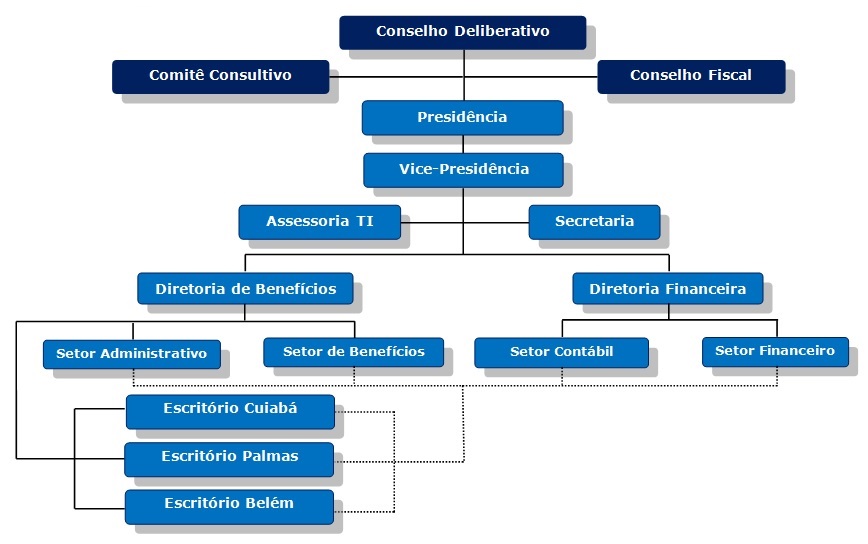 Conselho Deliberativo
Comitê Consultivo
Conselho Fiscal
Presidência
Vice-Presidência
Assessoria TI
Secretaria
Diretoria de Benefícios
Diretoria Financeira
Setor Administrativo
Setor de Benefícios
Setor Contábil
Setor Financeiro
Escritório Cuiabá
Escritório Palmas
Escritório Belém